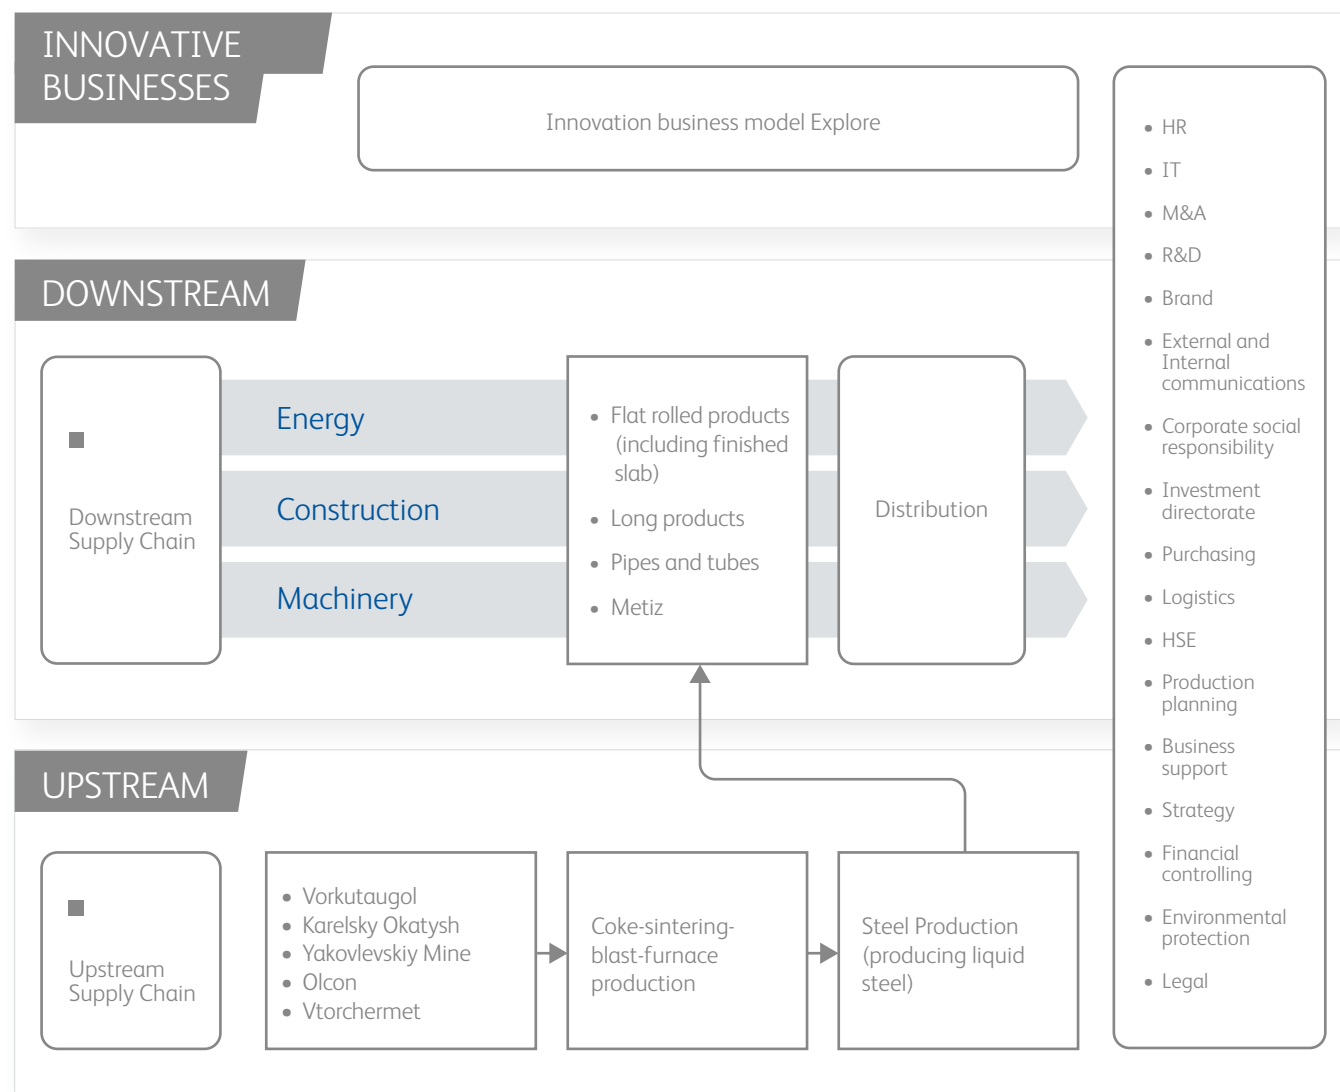 INNOVATIVE
BUSINESSES
Innovation business model Explore
DOWNSTREAM
Downstream
Supply Chain
Energy
Construction
Machinery
• Flat rolled products
(including finished
slab)
• Long products
• Pipes and tubes
• Metiz
Distribution
UPSTREAM
Upstream
Supply Chain
• Vorkutaugol
• Karelsky Okatysh
• Yakovlevskiy Mine
• Olcon
• Vtorchermet
Coke-sintering-
blast-furnace
production
Steel Production
(producing liquid
steel)
• HR
• IT
• M&A
• R&D
• Brand
• External and
Internal
communications
• Corporate social
responsibility
• Investment
directorate
• Purchasing
• Logistics
• HSE
• Production
planning
• Business
support
• Strategy
• Financial
controlling
• Environmental
protection
• Legal